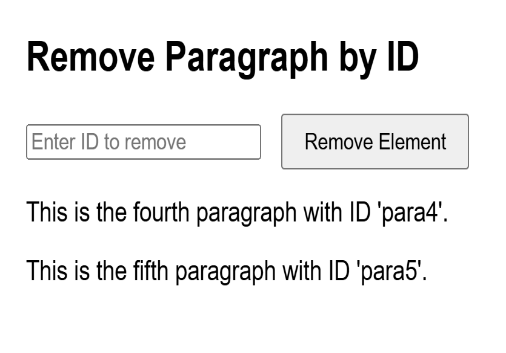 Remove Paragraph by ID
Enter ID to remove
Remove Element
This is the fourth paragraph with ID 'para4'.
This is the fifth paragraph with ID 'para5'.